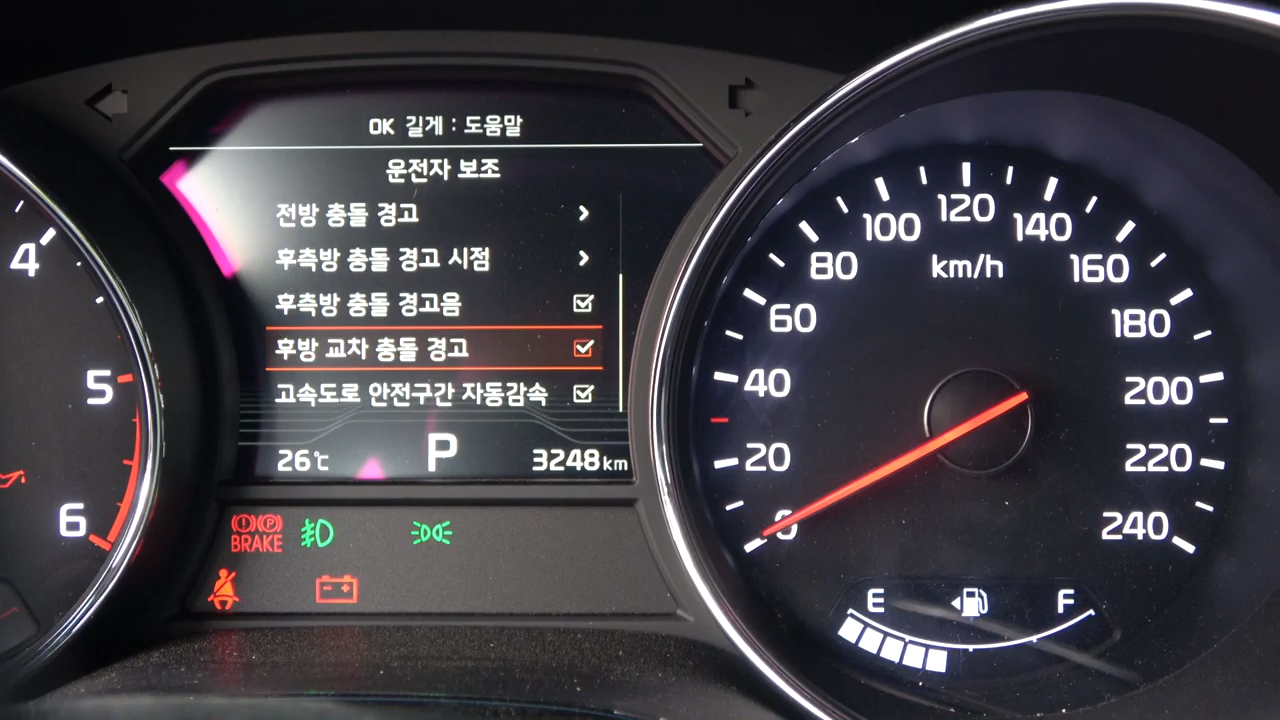 OK 길게 : 도움말
운전자 보조
전방 충돌 경고
후측방 충돌 경고 시점
후측방 충돌 경고음
후방 교차 충돌 경고
고속도로 안전구간 자동감속
26℃ P 3248km
BRAKE
4
5
6
0
20
40
60
80
100
120
140
160
180
200
220
240
km/h
E F